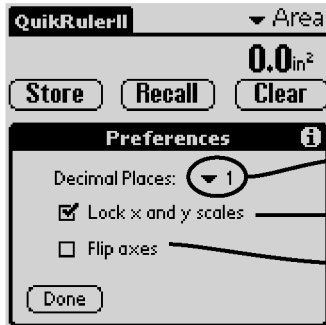 QuikRulerII Area
0.0in²
Store Recall Clear
Preferences i
Decimal Places: 1
Lock x and y scales
Flip axes
Done